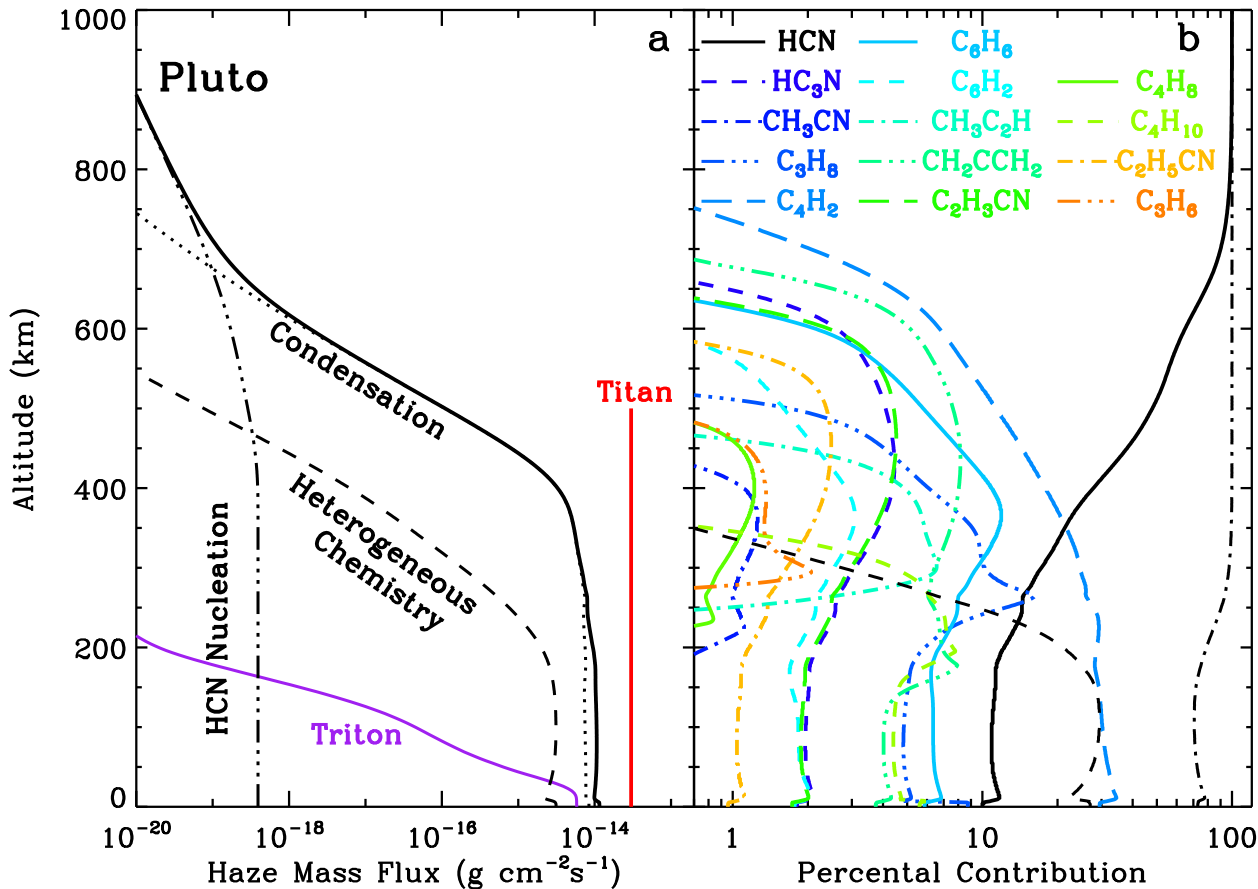 a
Pluto
1000
800
600
400
200
0
Altitude (km)
Condensation
Heterogeneous
Chemistry
HCN Nucleation
Triton
Titan
10⁻²⁰
10⁻¹⁸
10⁻¹⁶
10⁻¹⁴
Haze Mass Flux (g cm⁻²s⁻¹)
b
HCN
HC₃N
CH₃CN
C₃H₈
C₄H₂
C₆H₆
C₆H₂
CH₃C₂H
CH₂CCH₂
C₂H₃CN
C₄H₈
C₄H₁₀
C₂H₅CN
C₃H₆
1
10
100
Percental Contribution